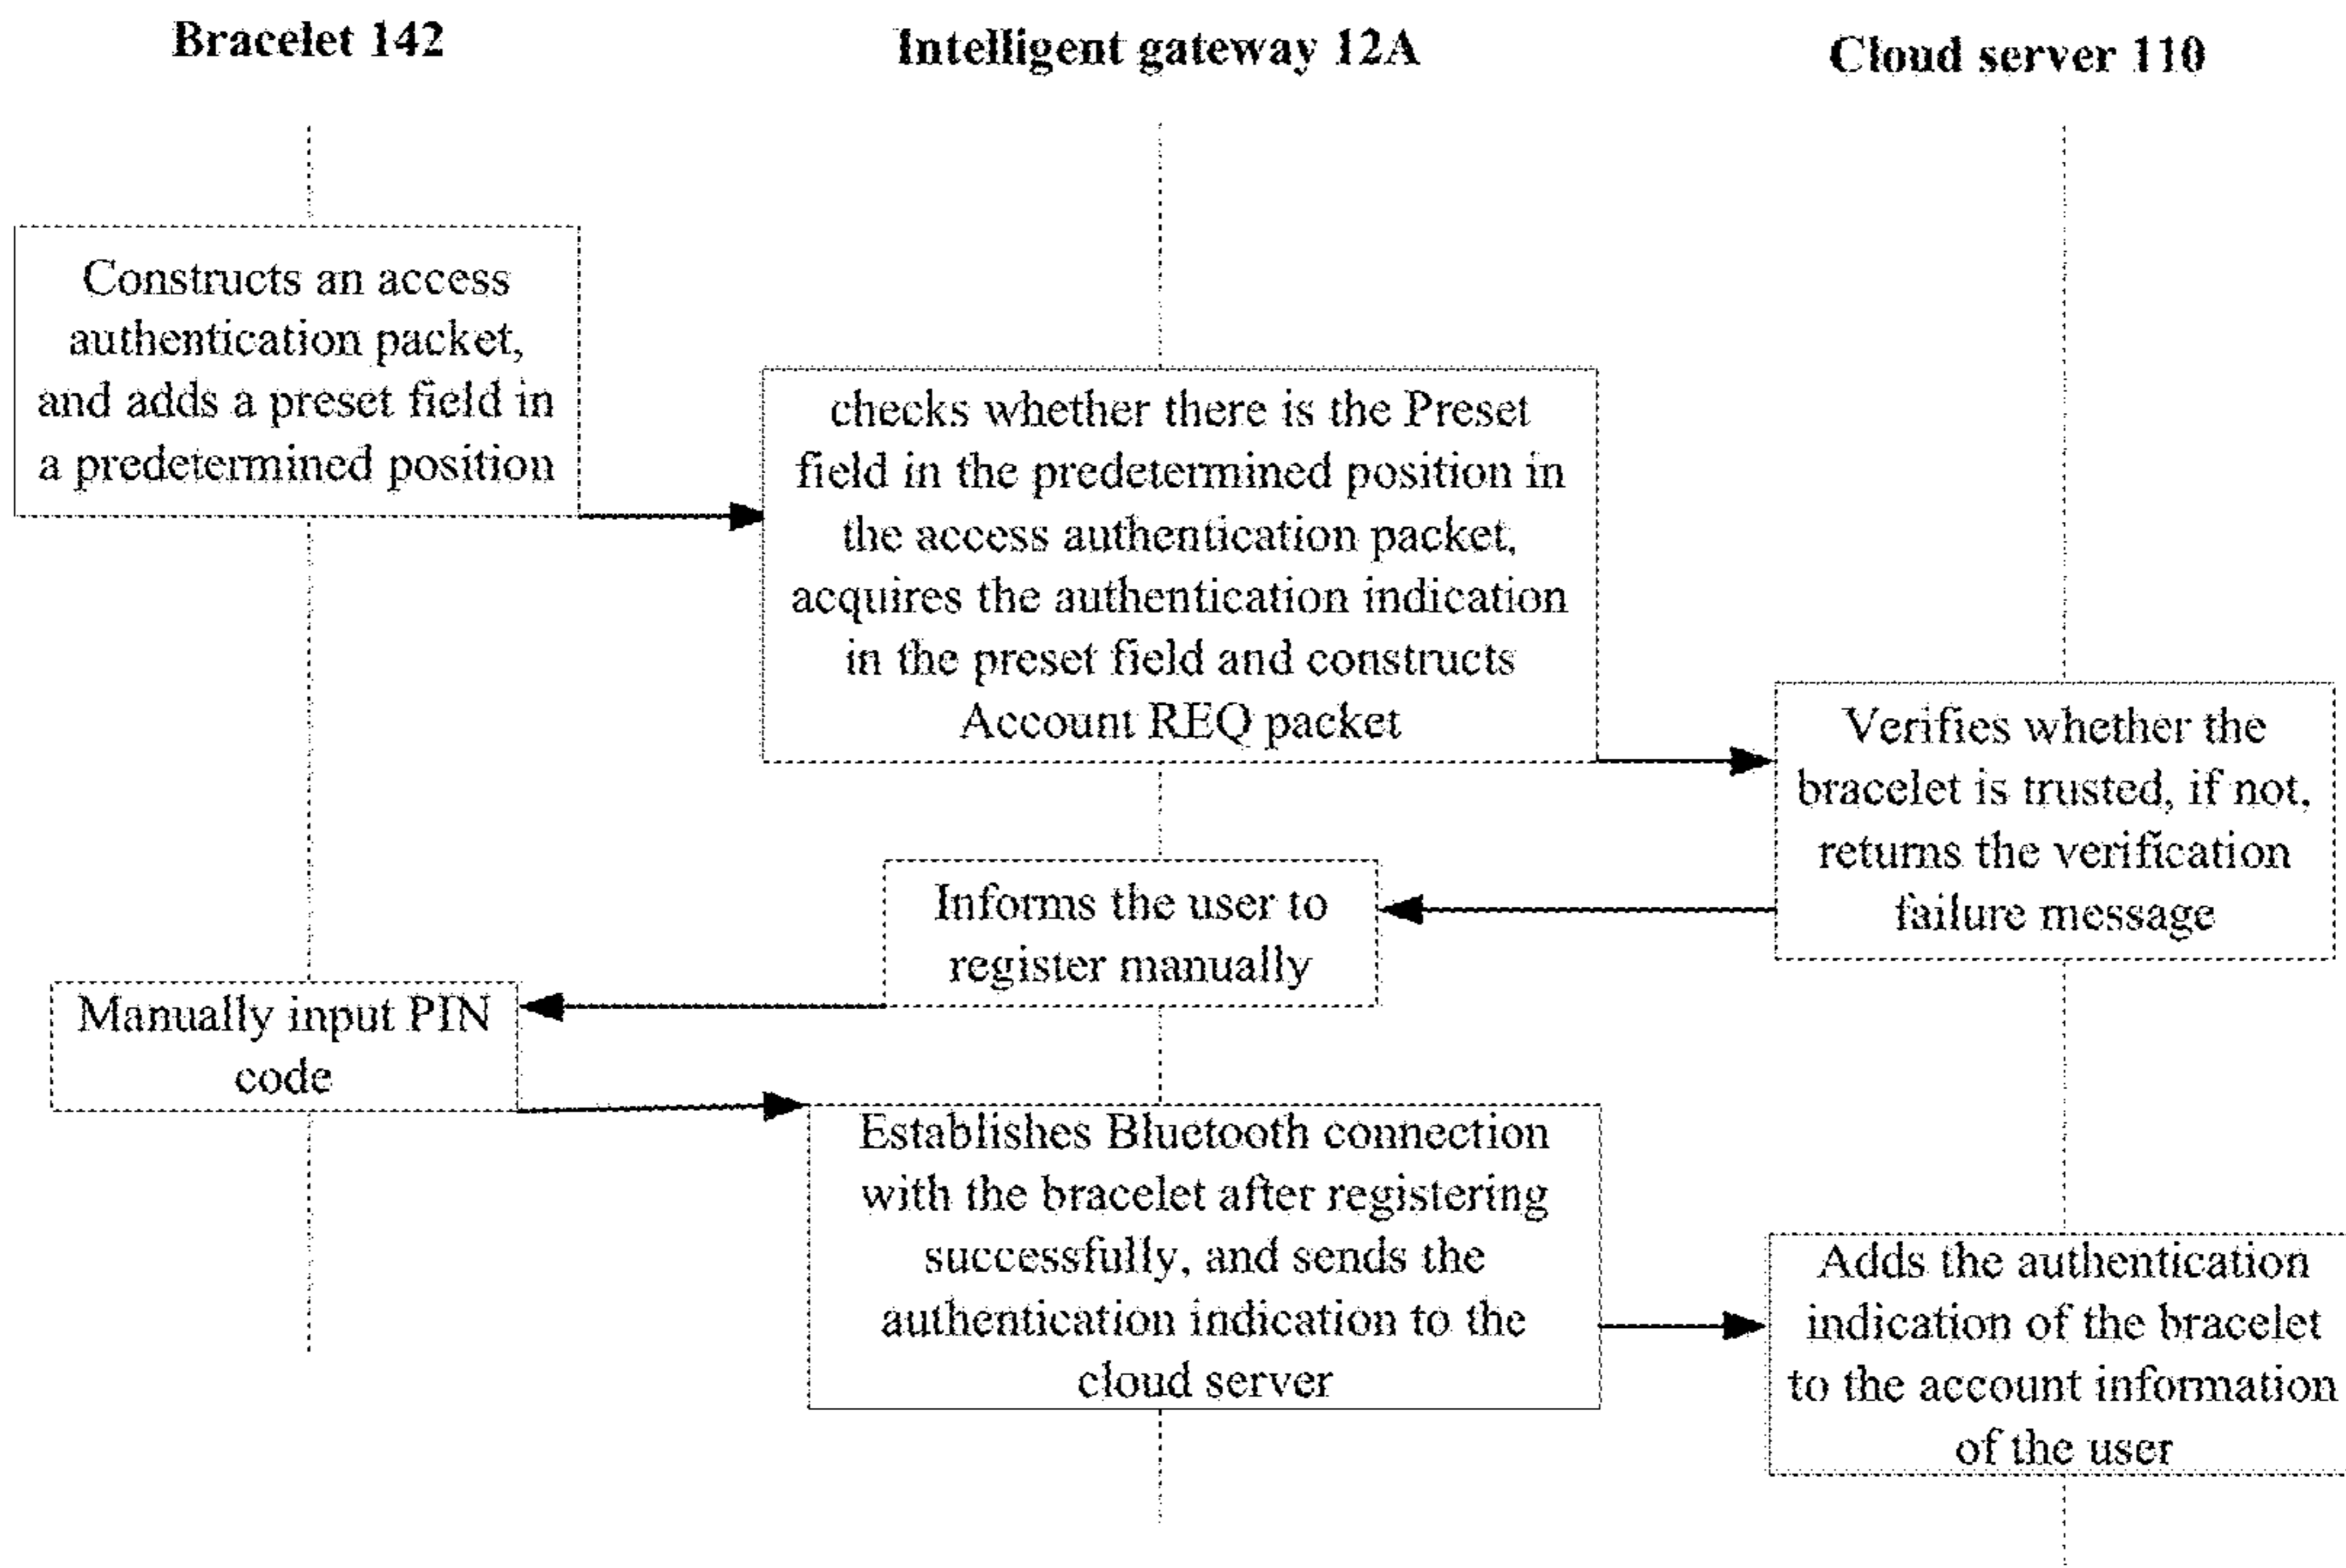 Bracelet 142
Intelligent gateway 12A
Cloud server 110
Constructs an access
authentication packet,
and adds a preset field in
a predetermined position
checks whether there is the Preset
field in the predetermined position in
the access authentication packet,
acquires the authentication indication
in the preset field and constructs
Account REQ packet
Verifies whether the
bracelet is trusted, if not,
returns the verification
failure message
Informs the user to
register manually
Manually input PIN
code
Establishes Bluetooth connection
with the bracelet after registering
successfully, and sends the
authentication indication to the
cloud server
Adds the authentication
indication of the bracelet
to the account information
of the user